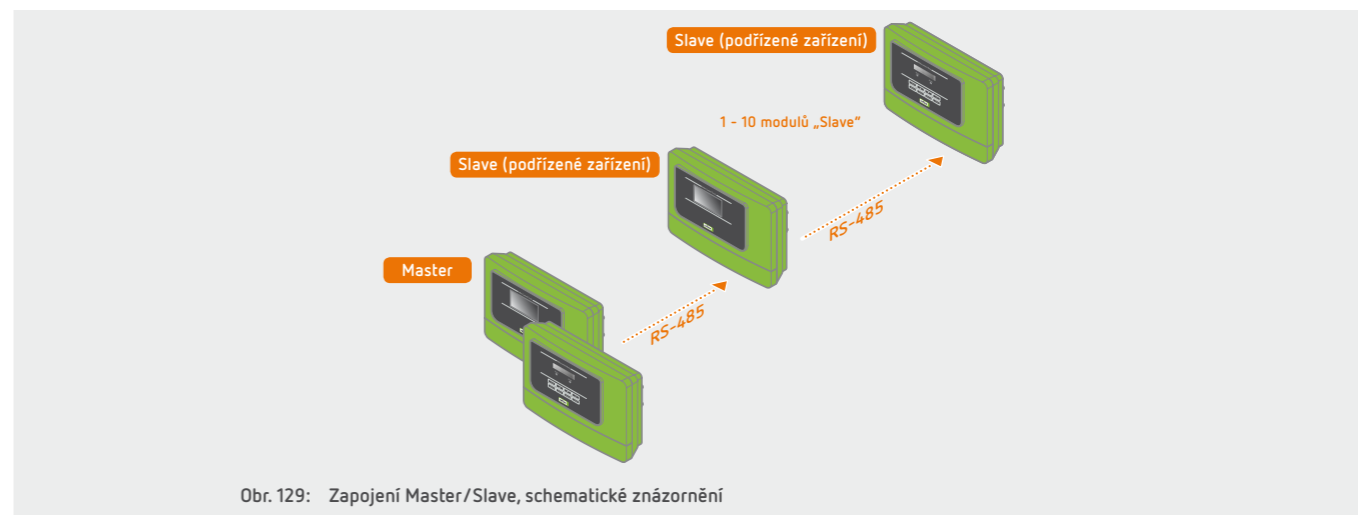 Slave (podřízené zařízení)
1 - 10 modulů „Slave“
Slave (podřízené zařízení)
RS-485
Master
RS-485
Obr. 129: Zapojení Master/Slave, schematické znázornění